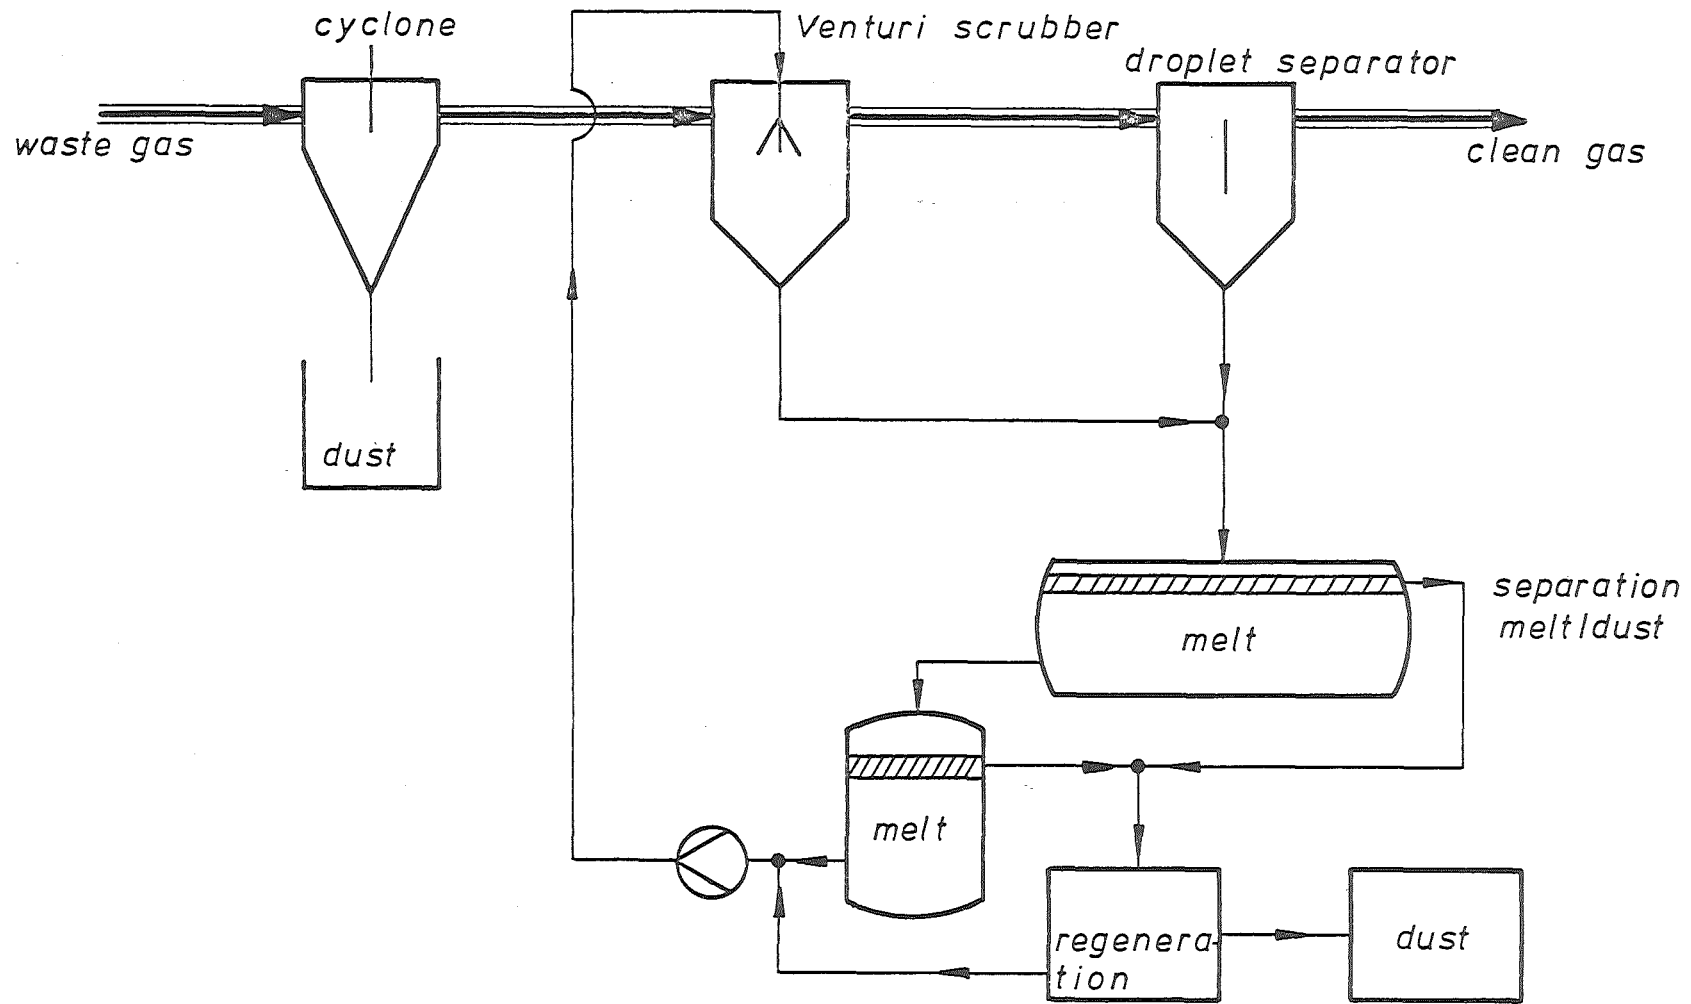 cyclone
Venturi scrubber
droplet separator
waste gas
clean gas
dust
separation
melt/dust
melt
melt
regenera-
tion
dust